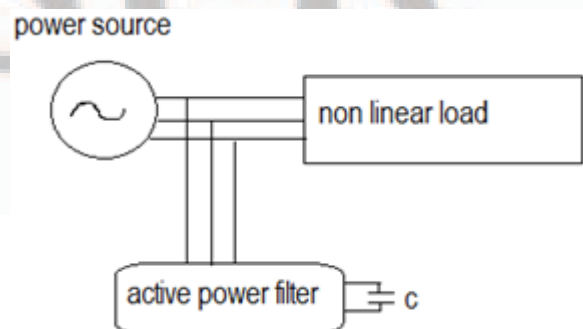 power source
non linear load
active power filter
c